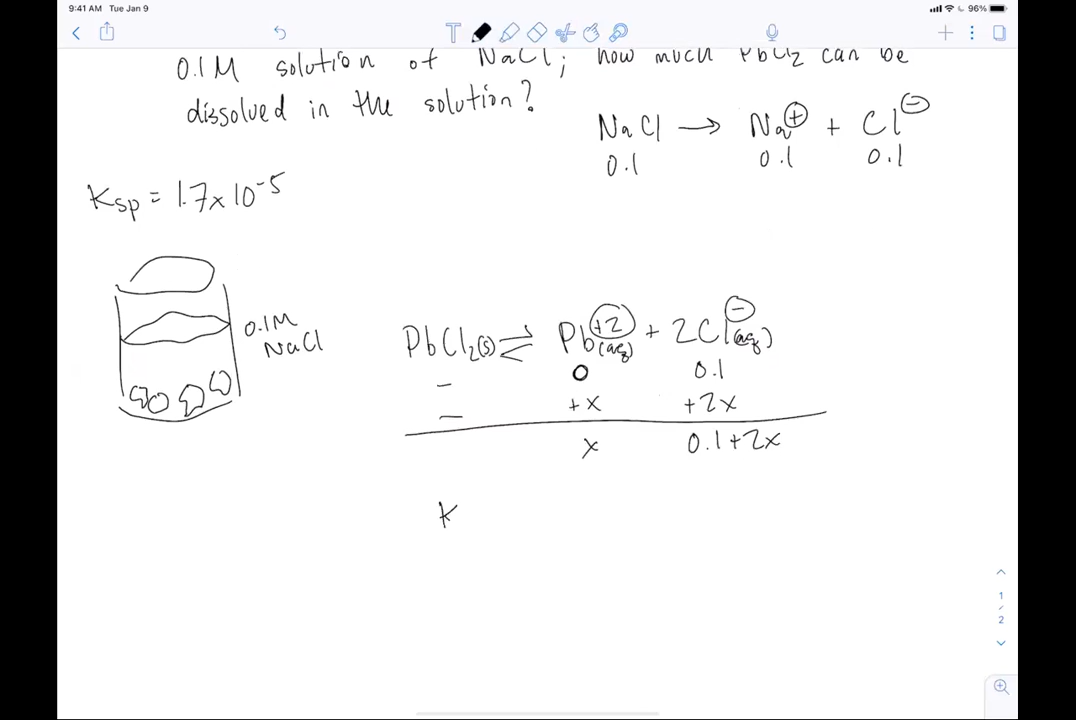 9:41 AM Tue Jan 9
96%
T
0.1M solution of NaCl; how much PbCl2 can be
dissolved in the solution?
NaCl → Na⊕ + Cl⊖
0.1 0.1 0.1
Ksp = 1.7x10⁻⁵
0.1M
NaCl
PbCl₂(s) ⇌ Pb⁺²(aq) + 2Cl⊖(aq)
- 0 0.1
- +x +2x
x 0.1+2x
K
1
/
2